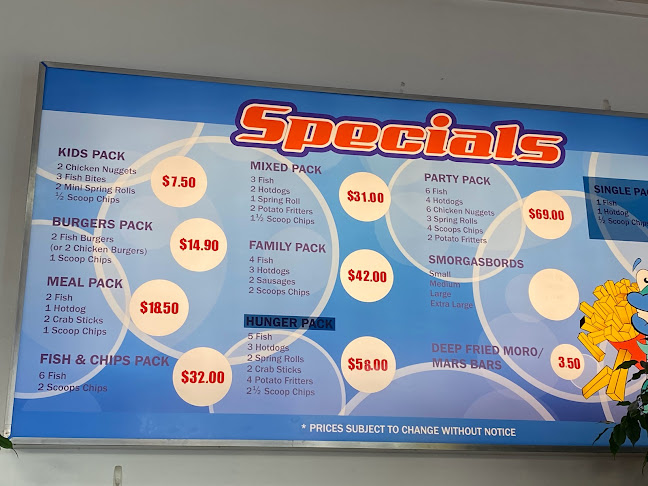 Specials
KIDS PACK
2 Chicken Nuggets
3 Fish Bites
2 Mini Spring Rolls
½ Scoop Chips
$7.50
BURGERS PACK
2 Fish Burgers
(or 2 Chicken Burgers)
1 Scoop Chips
$14.90
MEAL PACK
2 Fish
1 Hotdog
2 Crab Sticks
1 Scoop Chips
$18.50
FISH & CHIPS PACK
6 Fish
2 Scoops Chips
$32.00
MIXED PACK
3 Fish
2 Hotdogs
1 Spring Roll
2 Potato Fritters
1½ Scoop Chips
$31.00
FAMILY PACK
4 Fish
3 Hotdogs
2 Sausages
2 Scoops Chips
$42.00
HUNGER PACK
5 Fish
3 Hotdogs
2 Spring Rolls
2 Crab Sticks
4 Potato Fritters
2½ Scoop Chips
$58.00
PARTY PACK
6 Fish
4 Hotdogs
6 Chicken Nuggets
3 Spring Rolls
4 Scoops Chips
2 Potato Fritters
$69.00
SMORGASBORDS
Small
Medium
Large
Extra Large
DEEP FRIED MORO/
MARS BARS
3.50
SINGLE
1 Fish
1 Hotdog
½ Scoop
* PRICES SUBJECT TO CHANGE WITHOUT NOTICE